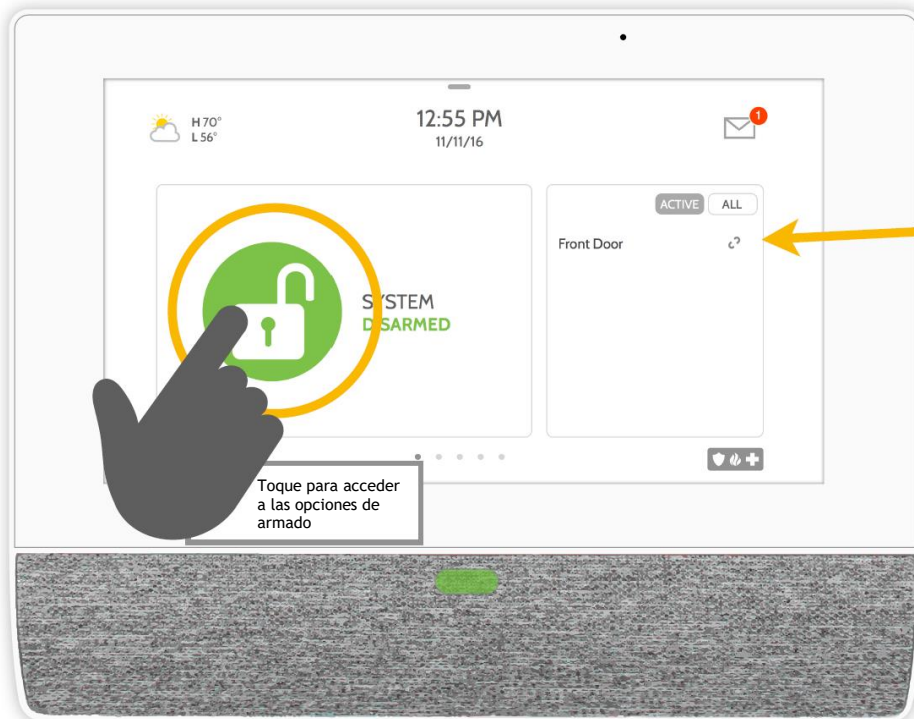 H 70°
L 56°
12:55 PM
11/11/16
1
ACTIVE ALL
Front Door
SYSTEM
DISARMED
Toque para acceder
a las opciones de
armado